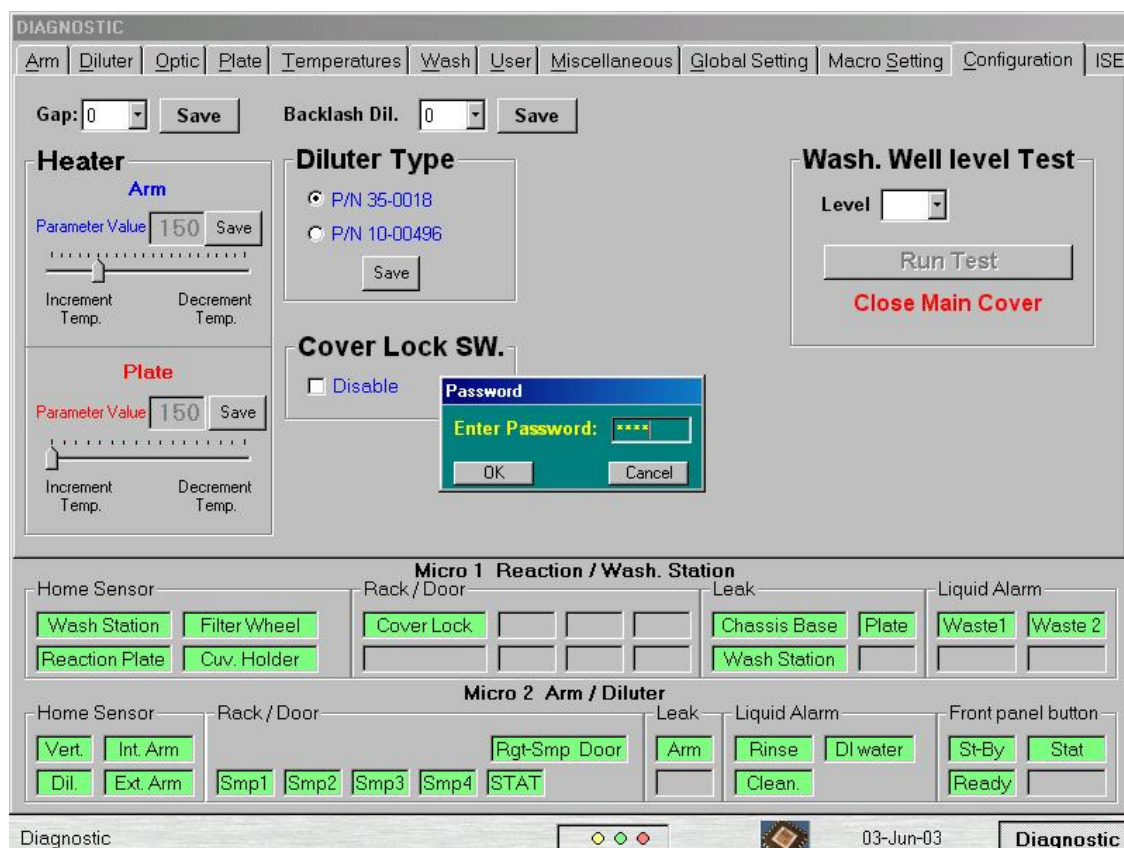 DIAGNOSTIC
Arm Diluter Optic Plate Temperatures Wash User Miscellaneous Global Setting Macro Setting Configuration ISE
Gap: 0 Save Backlash Dil. 0 Save
Heater
Arm
Parameter Value 150 Save
Increment Temp. Decrement Temp.
Plate
Parameter Value 150 Save
Increment Temp. Decrement Temp.
Diluter Type
P/N 35-0018
P/N 10-00496
Save
Cover Lock SW.
Disable
Wash. Well level Test
Level
Run Test
Close Main Cover
Password
Enter Password: ****
OK Cancel
Micro 1 Reaction / Wash. Station
Home Sensor Rack / Door Leak Liquid Alarm
Wash Station Filter Wheel Cover Lock Chassis Base Plate Waste1 Waste 2
Reaction Plate Cuv. Holder Wash Station
Micro 2 Arm / Diluter
Home Sensor Rack / Door Leak Liquid Alarm Front panel button
Vert. Int. Arm Rgt-Smp Door Arm Rinse DI water St-By Stat
Dil. Ext. Arm Smp1 Smp2 Smp3 Smp4 STAT Clean. Ready
Diagnostic 03-Jun-03 Diagnostic